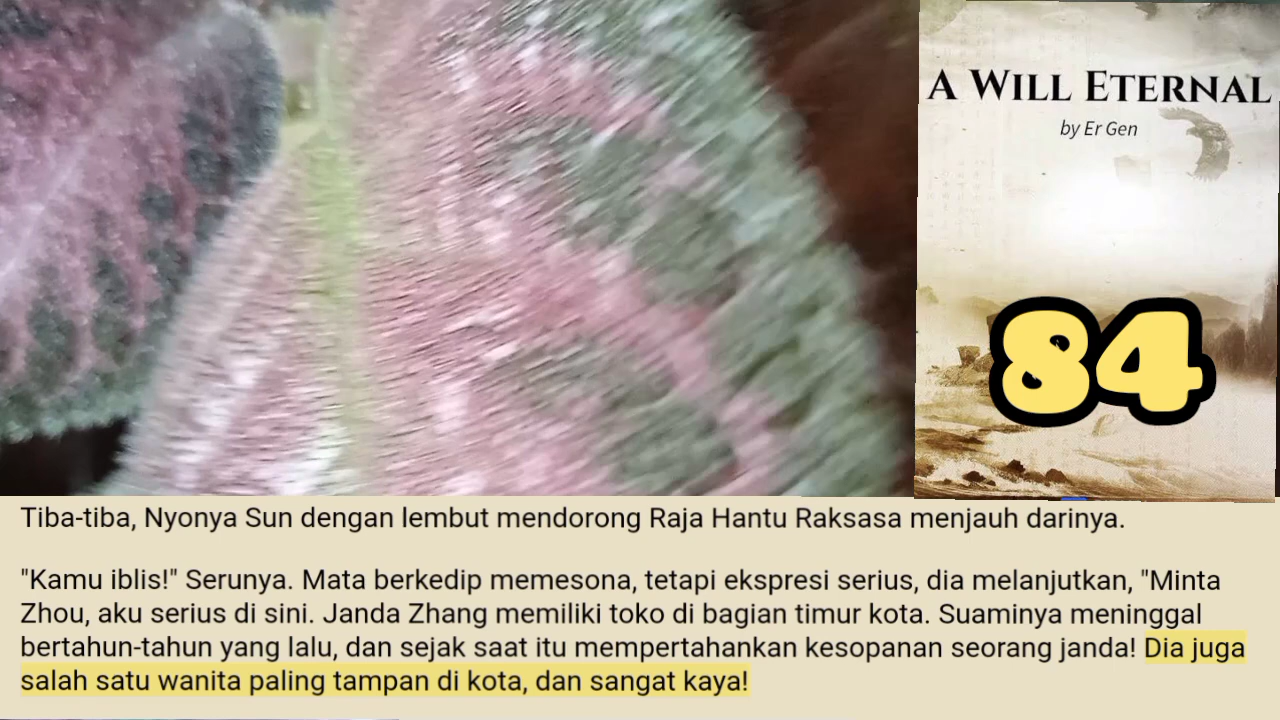 A WILL ETERNAL
by Er Gen
84
Tiba-tiba, Nyonya Sun dengan lembut mendorong Raja Hantu Raksasa menjauh darinya.
"Kamu iblis!" Serunya. Mata berkedip memesona, tetapi ekspresi serius, dia melanjutkan, "Minta
Zhou, aku serius di sini. Janda Zhang memiliki toko di bagian timur kota. Suaminya meninggal
bertahun-tahun yang lalu, dan sejak saat itu mempertahankan kesopanan seorang janda! Dia juga
salah satu wanita paling tampan di kota, dan sangat kaya!